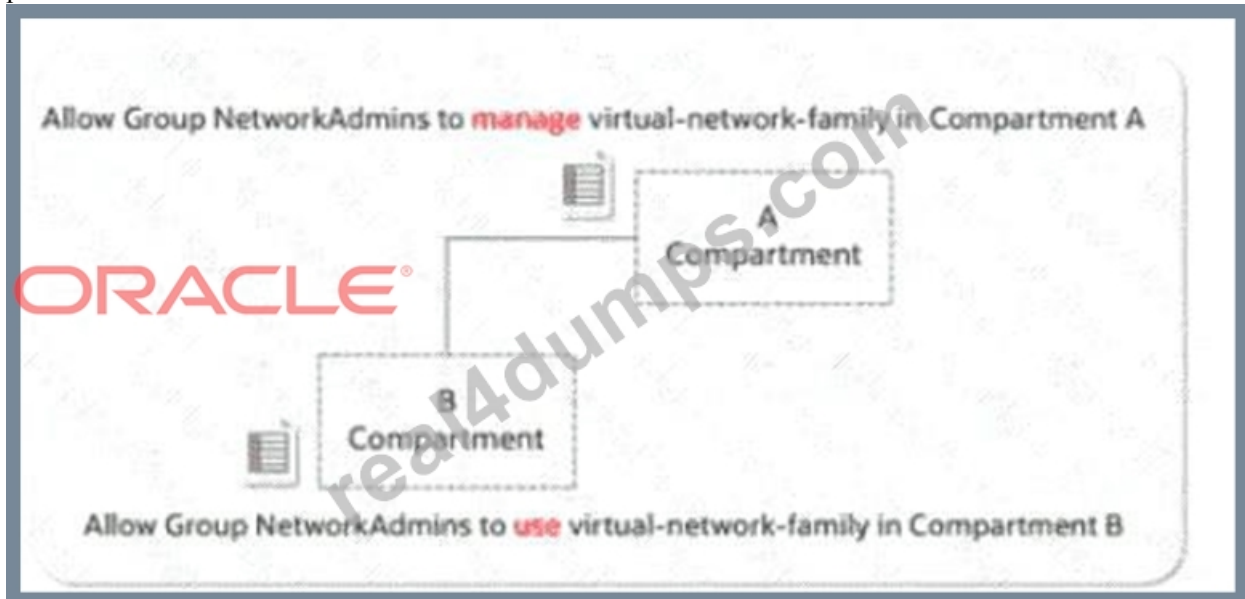 Allow Group NetworkAdmins to manage virtual-network-family in Compartment A
A
Compartment
ORACLE®
real4dumps.com
B
Compartment
Allow Group NetworkAdmins to use virtual-network-family in Compartment B